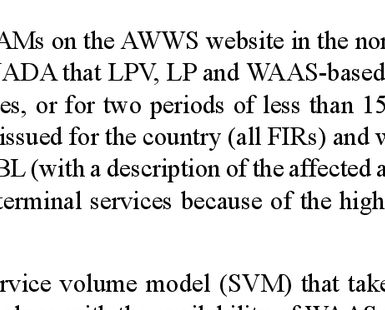 AMs on the AWWS website in the nor
NADA that LPV, LP and WAAS-based
es, or for two periods of less than 15
issued for the country (all FIRs) and w
BL (with a description of the affected a
terminal services because of the high
rvice volume model (SVM) that take